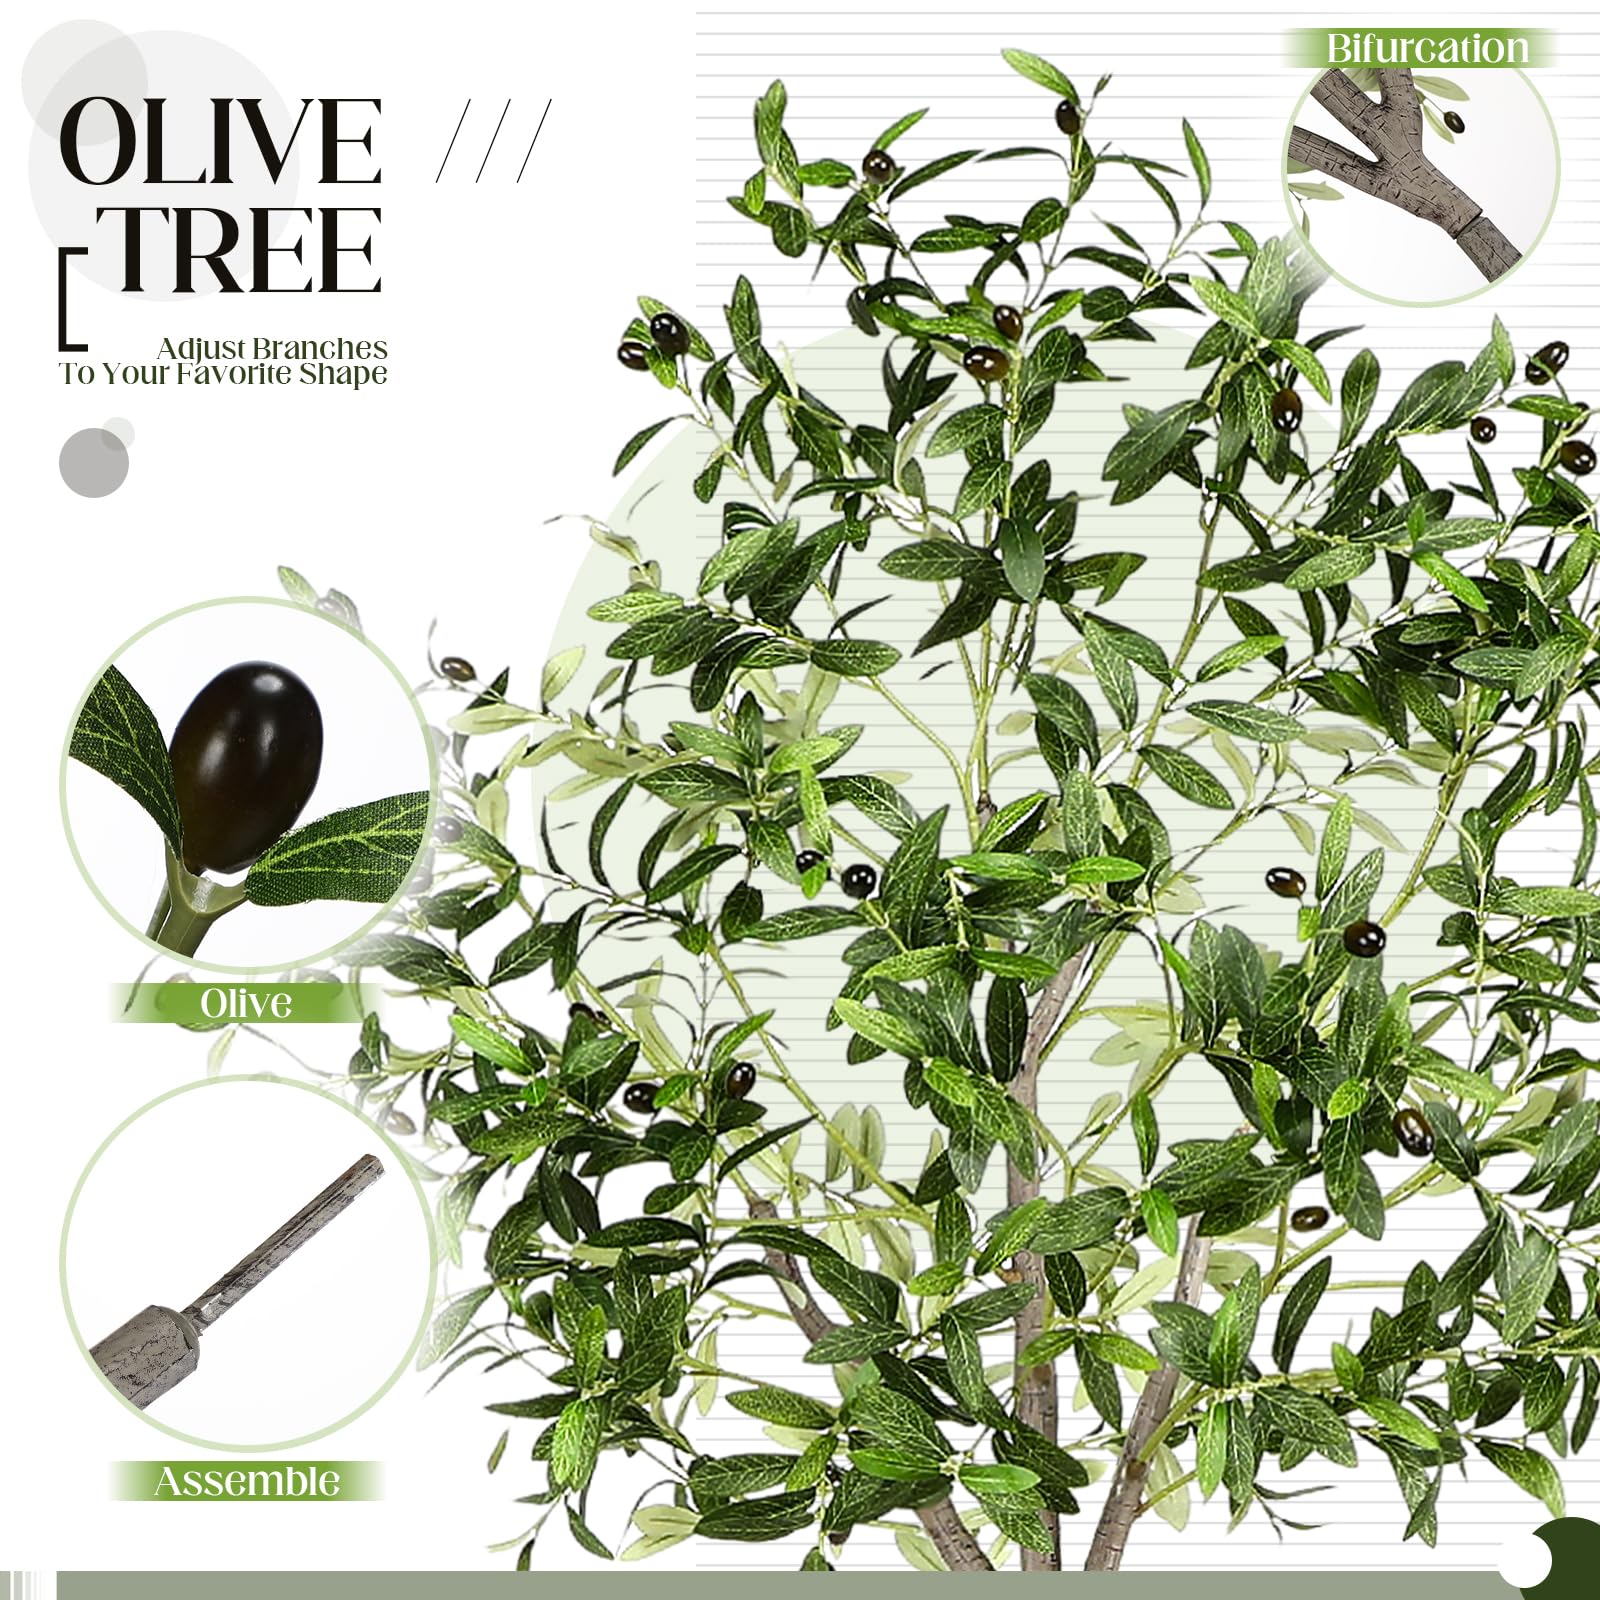 OLIVE
TREE
Adjust Branches
To Your Favorite Shape
Bifurcation
Olive
Assemble